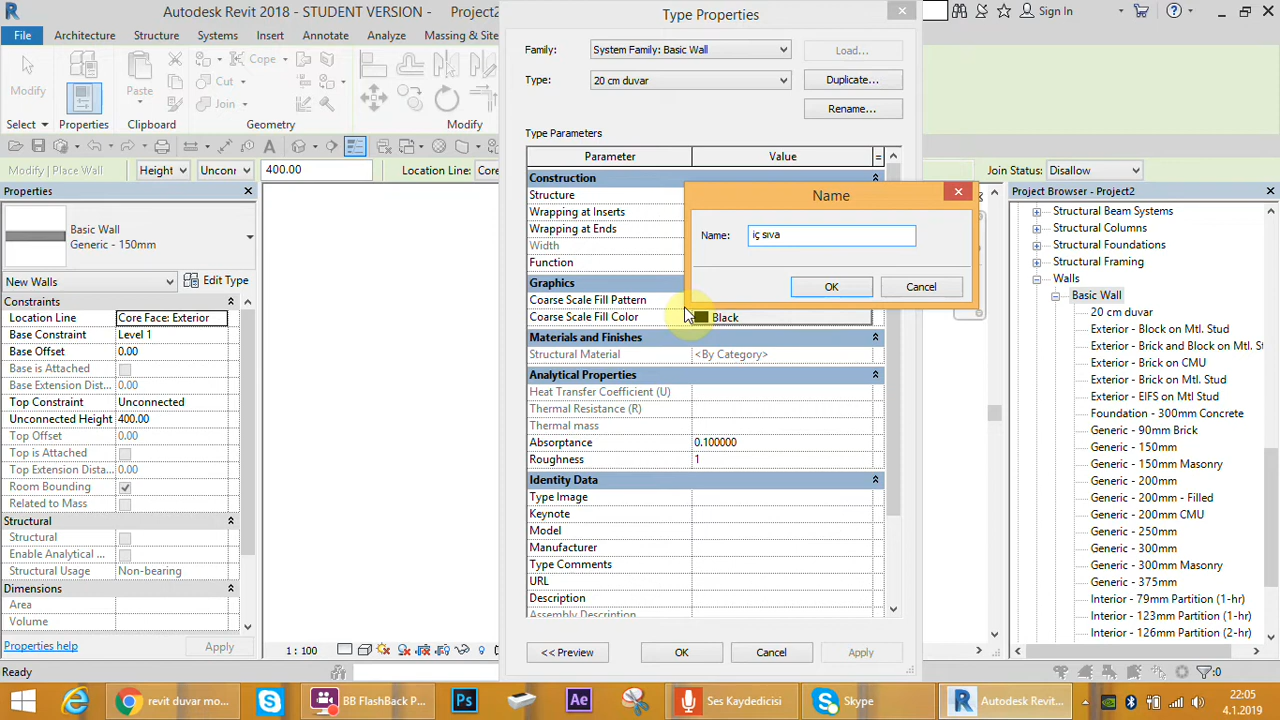 Autodesk Revit 2018 - STUDENT VERSION - Project2
Sign In
File Architecture Structure Systems Insert Annotate Analyze Massing & Site
Modify
Paste
Cope
Cut
Join
Select Properties Clipboard Geometry Modify
Modify | Place Wall Height Unconr 400.00 Location Line: Core
Join Status: Disallow
Properties
Basic Wall
Generic - 150mm
New Walls Edit Type
Constraints
Location Line Core Face: Exterior
Base Constraint Level 1
Base Offset 0.00
Base is Attached
Base Extension Dist... 0.00
Top Constraint Unconnected
Unconnected Height 400.00
Top Offset 0.00
Top is Attached
Top Extension Dista... 0.00
Room Bounding
Related to Mass
Structural
Structural
Enable Analytical ...
Structural Usage Non-bearing
Dimensions
Area
Volume
Properties help Apply
Type Properties
Family: System Family: Basic Wall Load...
Type: 20 cm duvar Duplicate...
Rename...
Type Parameters
Parameter Value =
Construction
Structure
Wrapping at Inserts
Wrapping at Ends
Width
Function
Graphics
Coarse Scale Fill Pattern
Coarse Scale Fill Color Black
Materials and Finishes
Structural Material <By Category>
Analytical Properties
Heat Transfer Coefficient (U)
Thermal Resistance (R)
Thermal mass
Absorptance 0.100000
Roughness 1
Identity Data
Type Image
Keynote
Model
Manufacturer
Type Comments
URL
Description
Assembly Description
<< Preview OK Cancel Apply
Name
Name: iç sıva
OK Cancel
Project Browser - Project2
Structural Beam Systems
Structural Columns
Structural Foundations
Structural Framing
Walls
Basic Wall
20 cm duvar
Exterior - Block on Mtl. Stud
Exterior - Brick and Block on Mtl. S
Exterior - Brick on CMU
Exterior - Brick on Mtl. Stud
Exterior - EIFS on Mtl. Stud
Foundation - 300mm Concrete
Generic - 90mm Brick
Generic - 150mm
Generic - 150mm Masonry
Generic - 200mm
Generic - 200mm - Filled
Generic - 200mm CMU
Generic - 250mm
Generic - 300mm
Generic - 300mm Masonry
Generic - 375mm
Interior - 79mm Partition (1-hr)
Interior - 123mm Partition (1-hr)
Interior - 126mm Partition (2-hr)
1 : 100
Ready
:0
revit duvar mo... BB FlashBack P... Ps Ae Ses Kaydedicisi Skype Autodesk Revit...
22:05
4.1.2019